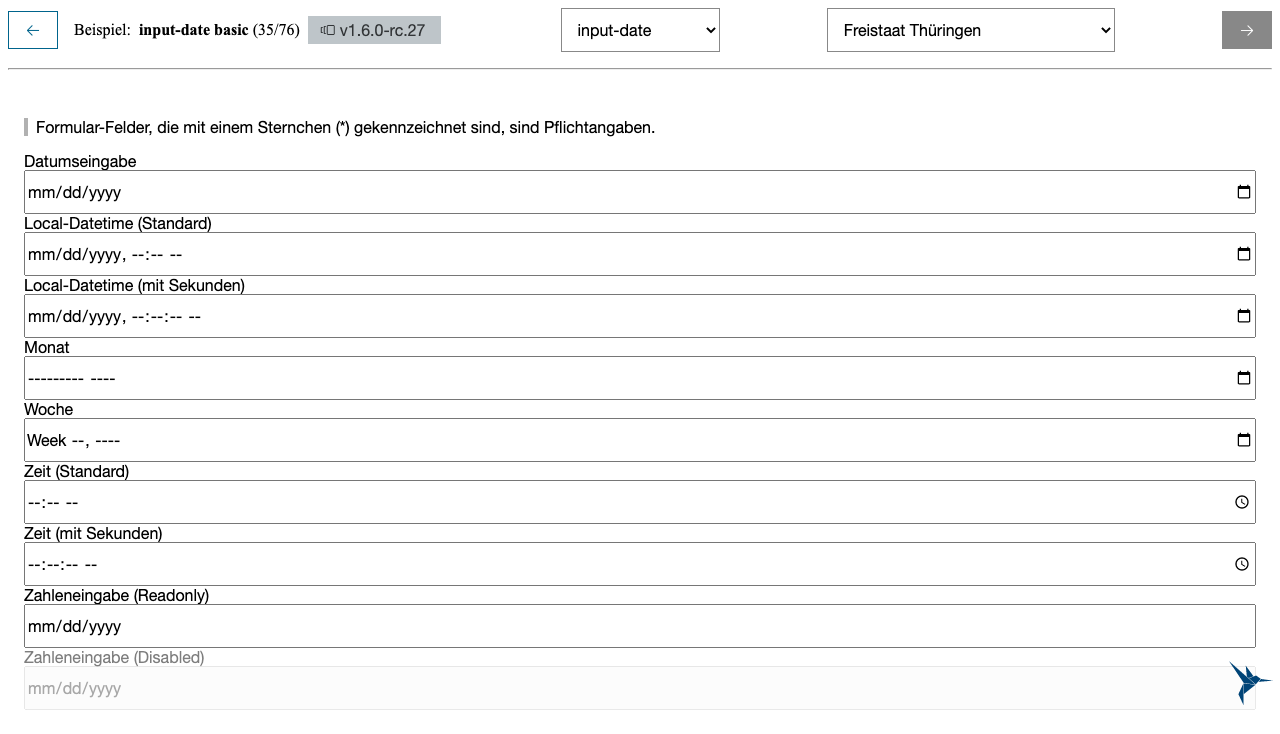 Beispiel: input-date basic (35/76) v1.6.0-rc.27 input-date Freistaat Thüringen
Formular-Felder, die mit einem Sternchen (*) gekennzeichnet sind, sind Pflichtangaben.
Datumseingabe
mm/dd/yyyy
Local-Datetime (Standard)
mm/dd/yyyy, --:-- --
Local-Datetime (mit Sekunden)
mm/dd/yyyy, --:--:-- --
Monat
--------- ----
Woche
Week --, ----
Zeit (Standard)
--:-- --
Zeit (mit Sekunden)
--:--:-- --
Zahleneingabe (Readonly)
mm/dd/yyyy
Zahleneingabe (Disabled)
mm/dd/yyyy